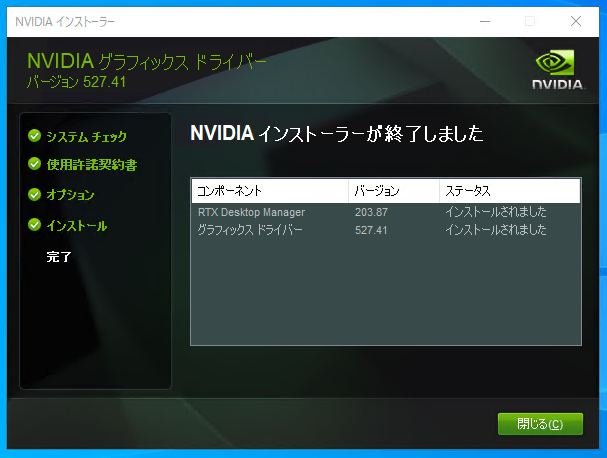 NVIDIA インストーラー
NVIDIA グラフィックス ドライバー
バージョン 527.41
NVIDIA.
システム チェック
使用許諾契約書
オプション
インストール
完了
NVIDIA インストーラーが終了しました
コンポーネント バージョン ステータス
RTX Desktop Manager 203.87 インストールされました
グラフィックス ドライバー 527.41 インストールされました
閉じる(C)